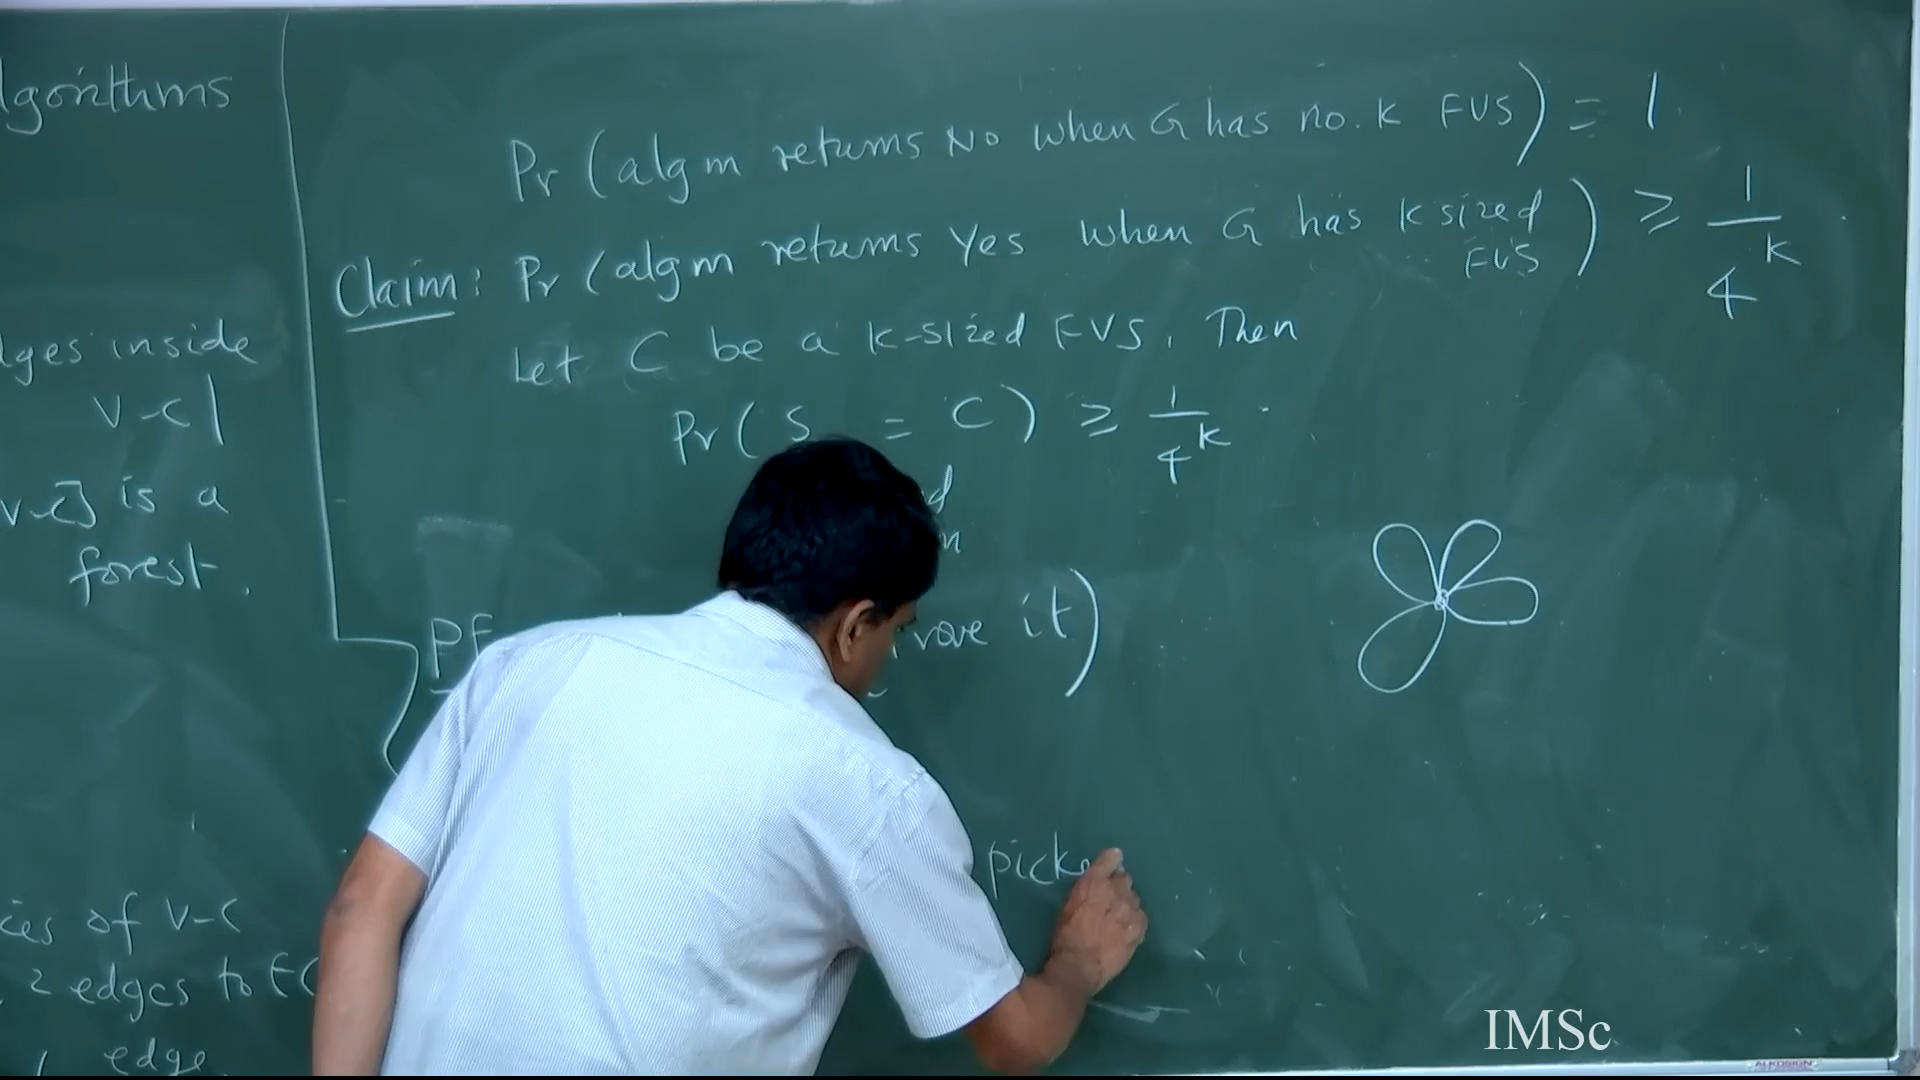 lgorithms
dges inside
V-C|
V-C] is a
forest.
cies of V-C
2 edges to
edge
Pr (algm returns No when G has no. K FVS) = 1
Claim: Pr (algm returns Yes when G has K sized FVS) ≥ 1/4^K
Let C be a K-sized FVS. Then
Pr( S = C ) ≥ 1/4^K
Pf
rove it)
picke
IMSc